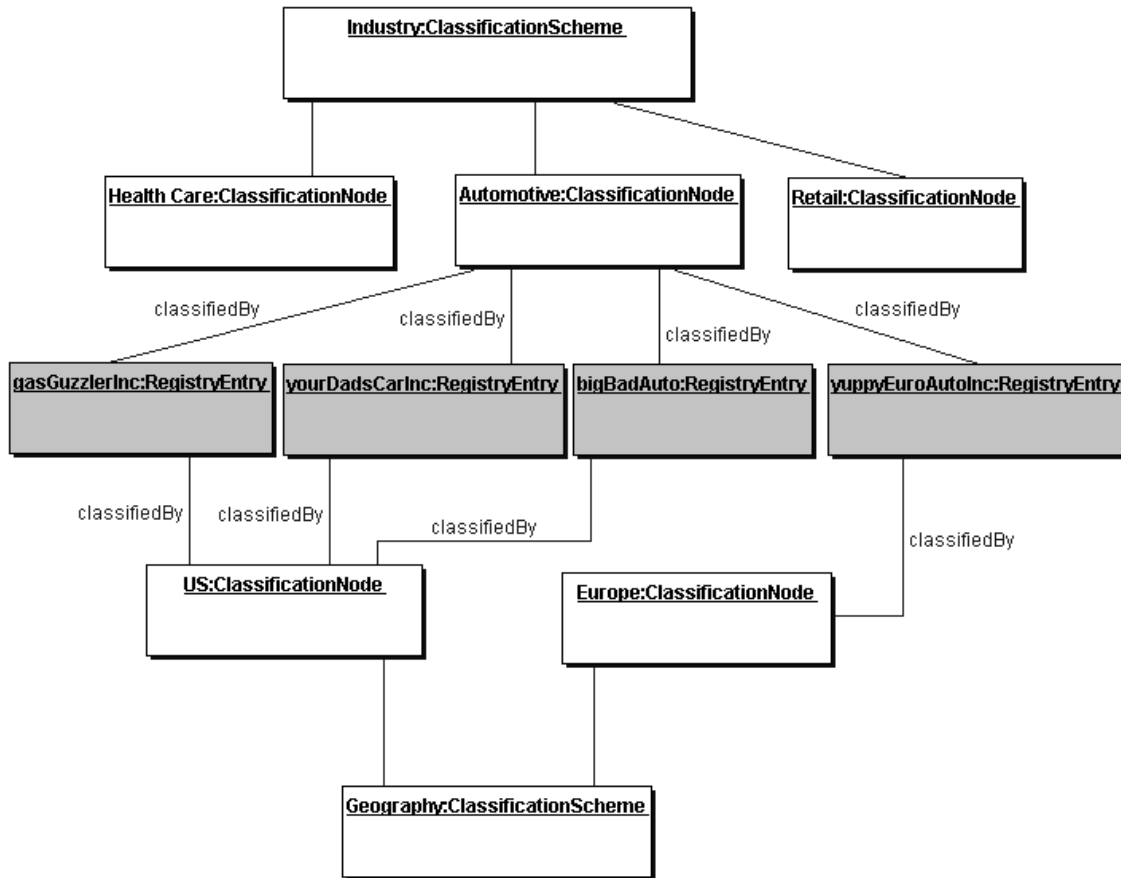 Industry:ClassificationScheme
Health Care:ClassificationNode
Automotive:ClassificationNode
Retail:ClassificationNode
classifiedBy
classifiedBy
classifiedBy
classifiedBy
gasGuzzlerInc:RegistryEntry
yourDadsCarInc:RegistryEntry
bigBadAuto:RegistryEntry
yuppyEuroAutoInc:RegistryEntry
classifiedBy
classifiedBy
classifiedBy
classifiedBy
US:ClassificationNode
Europe:ClassificationNode
Geography:ClassificationScheme